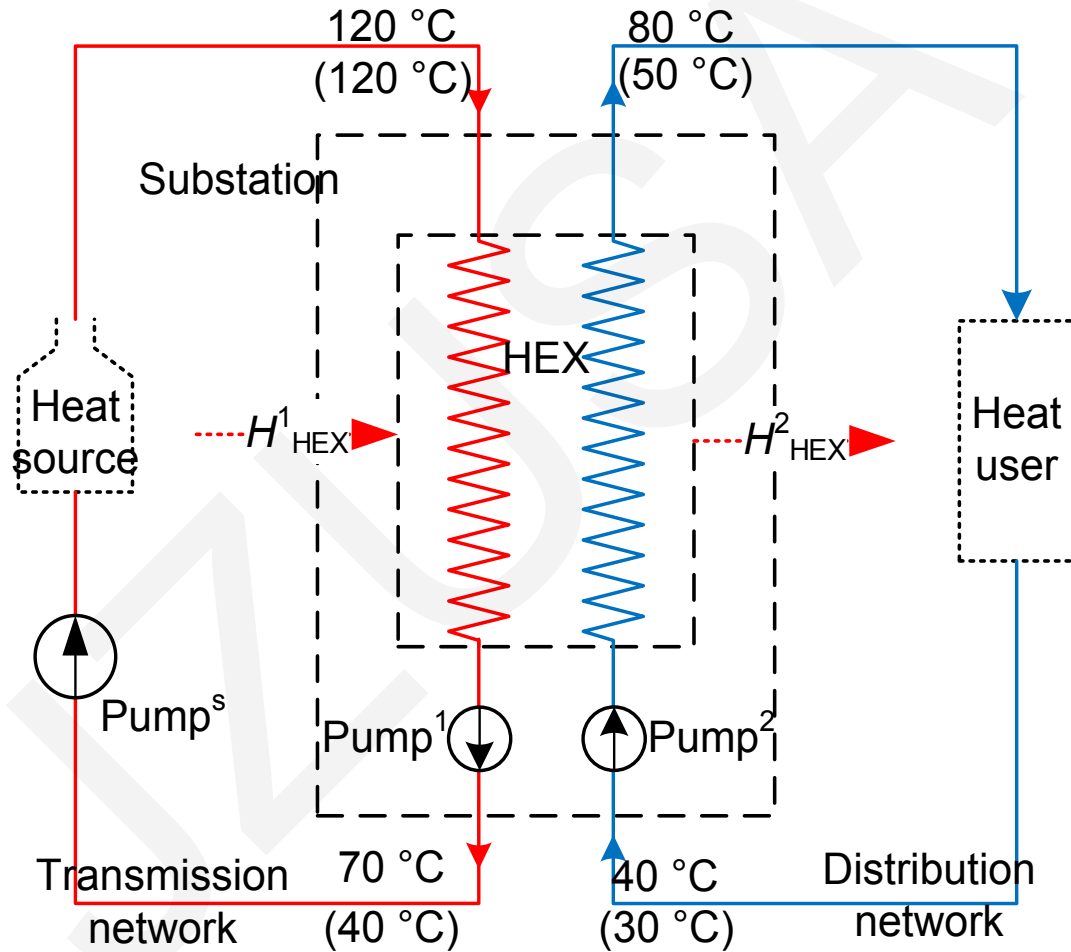 120 °C
(120 °C)
80 °C
(50 °C)
Substation
HEX
Heat
source
H¹HEX
H²HEX
Heat
user
Pumpˢ
Pump¹
Pump²
Transmission
network
70 °C
(40 °C)
40 °C
(30 °C)
Distribution
network
JZUSA